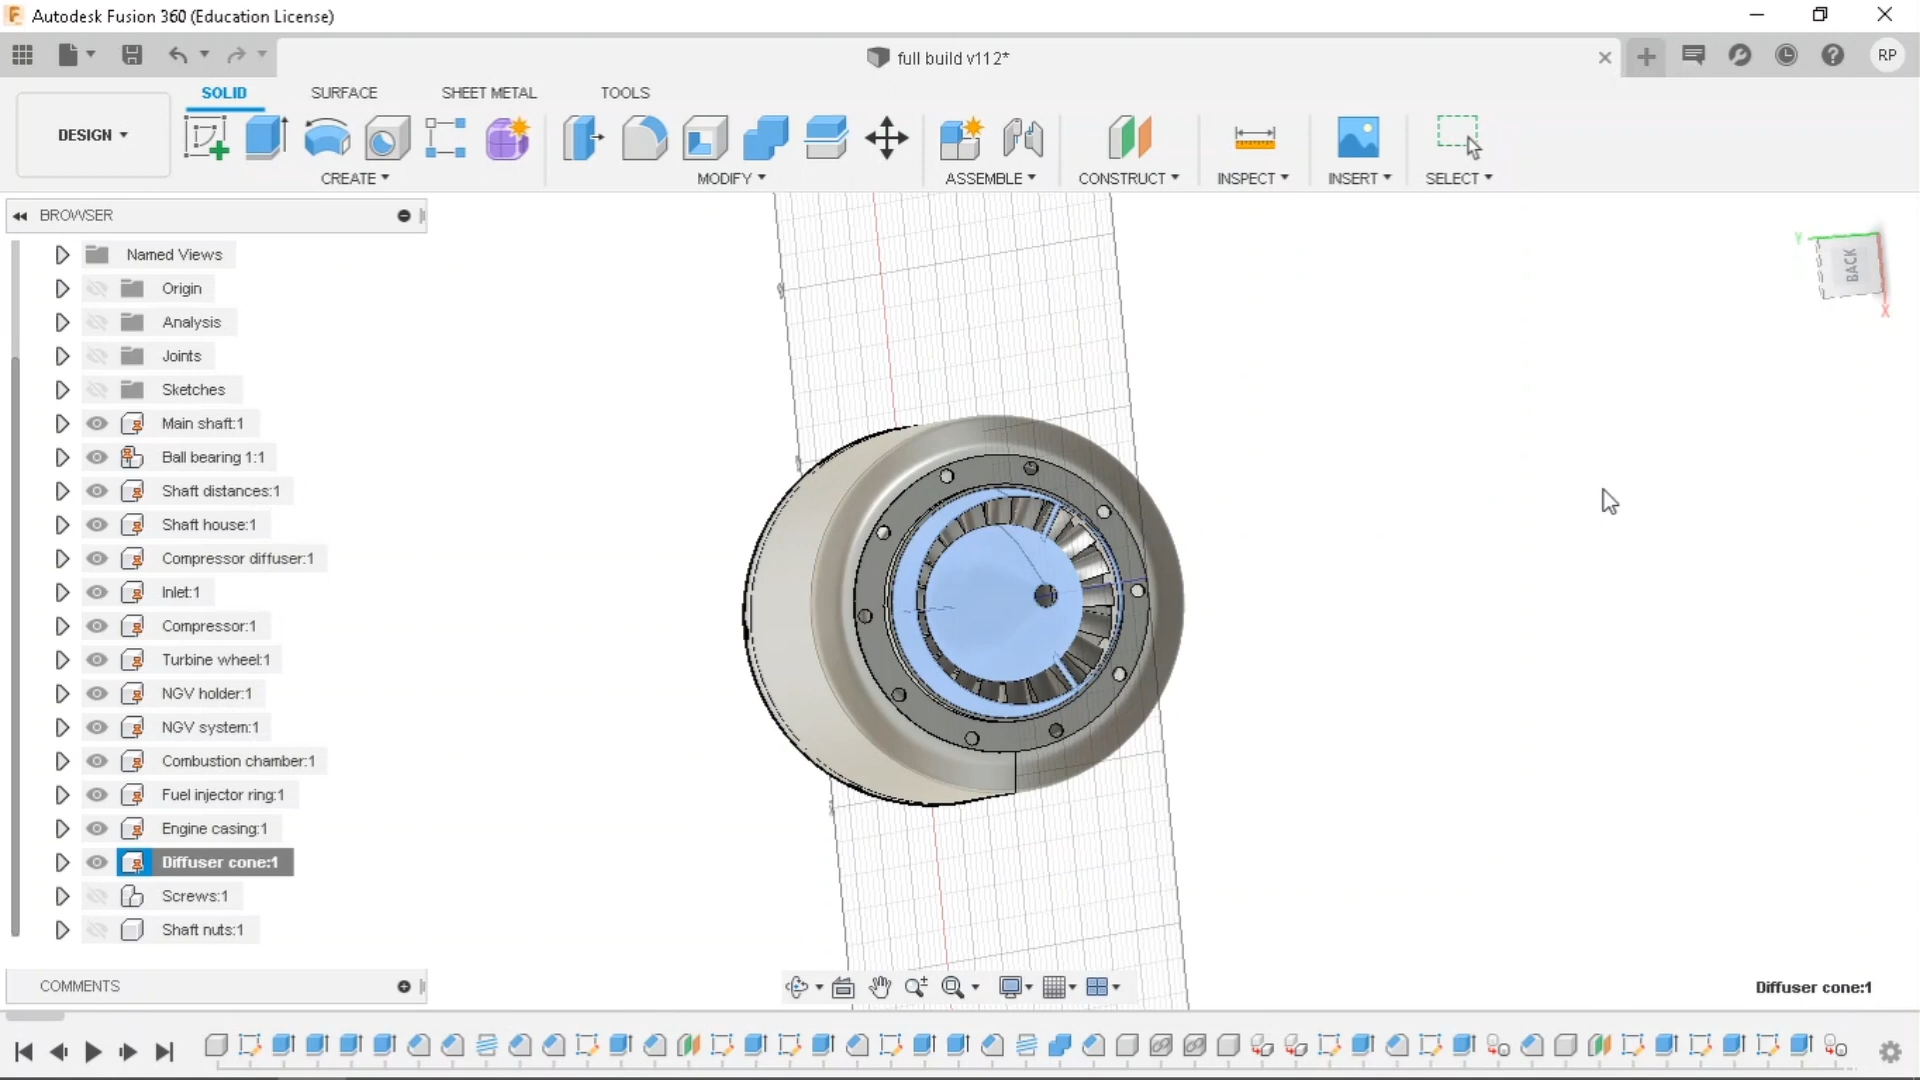 Autodesk Fusion 360 (Education License)
full build v112*
RP
DESIGN
SOLID
SURFACE
SHEET METAL
TOOLS
CREATE
MODIFY
ASSEMBLE
CONSTRUCT
INSPECT
INSERT
SELECT
BROWSER
Named Views
Origin
Analysis
Joints
Sketches
Main shaft:1
Ball bearing 1:1
Shaft distances:1
Shaft house:1
Compressor diffuser:1
Inlet:1
Compressor:1
Turbine wheel:1
NGV holder:1
NGV system:1
Combustion chamber:1
Fuel injector ring:1
Engine casing:1
Diffuser cone:1
Screws:1
Shaft nuts:1
Y
BACK
X
COMMENTS
Diffuser cone:1